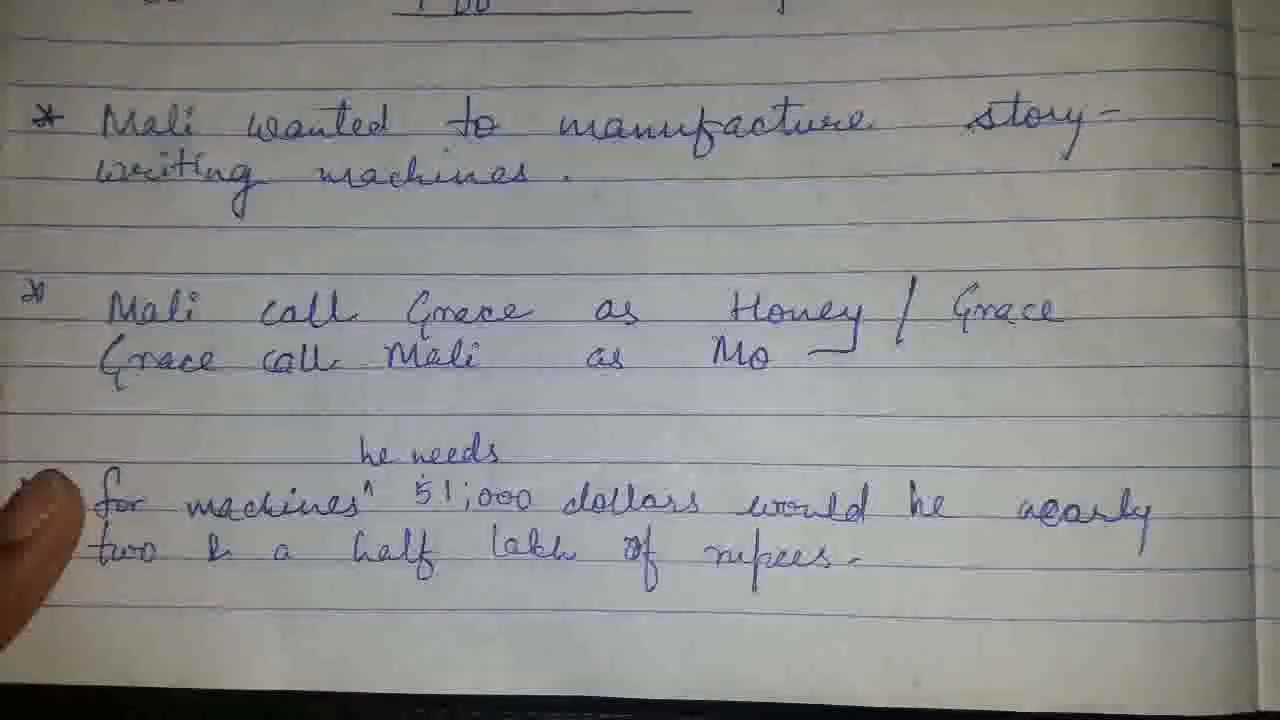 * Mali wanted to manufacture story-
writing machines.
* Mali call Grace as Honey / Grace
Grace call Mali as Mo
he needs
for machines ^ 51,000 dollars would he nearly
two & a half lakh of rupees.